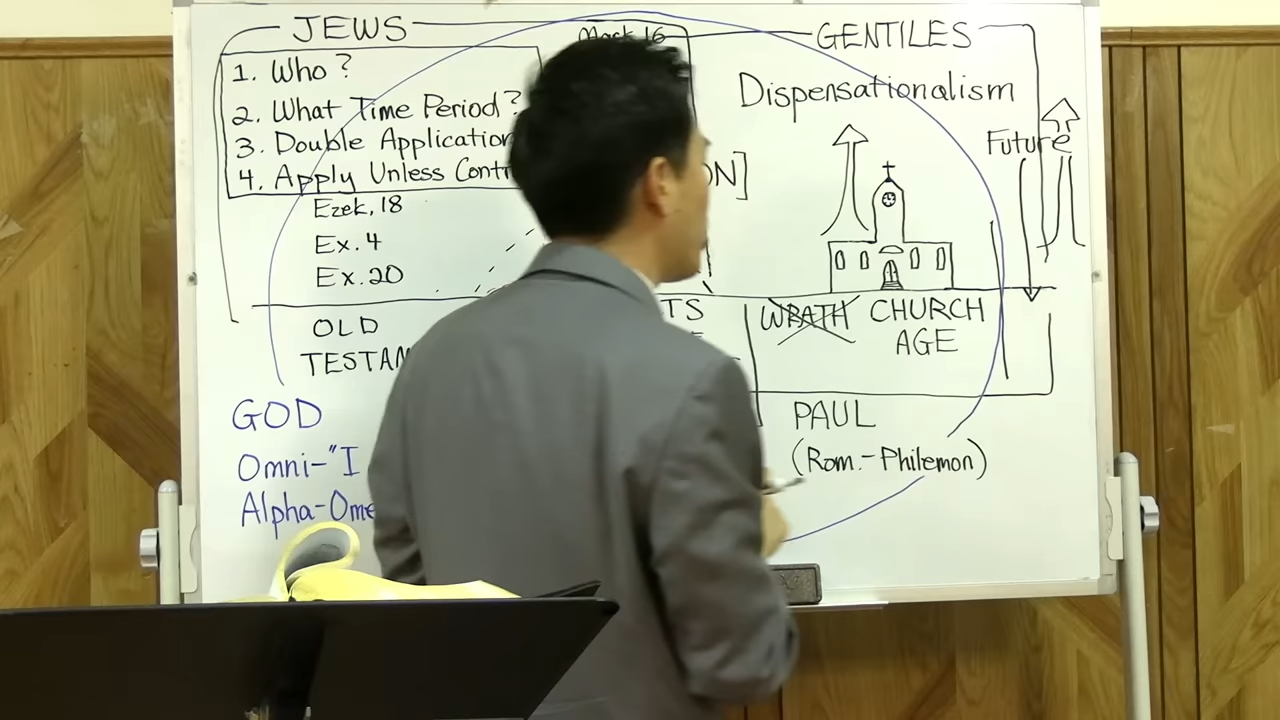 JEWS
Mark 16
GENTILES
1. Who?
2. What Time Period?
3. Double Application
4. Apply Unless Contr
Ezek. 18
Ex. 4
Ex. 20
Dispensationalism
Future
ON]
OLD
TESTAM
TS
WRATH CHURCH
AGE
GOD
Omni-"I
Alpha-Ome
PAUL
(Rom.-Philemon)